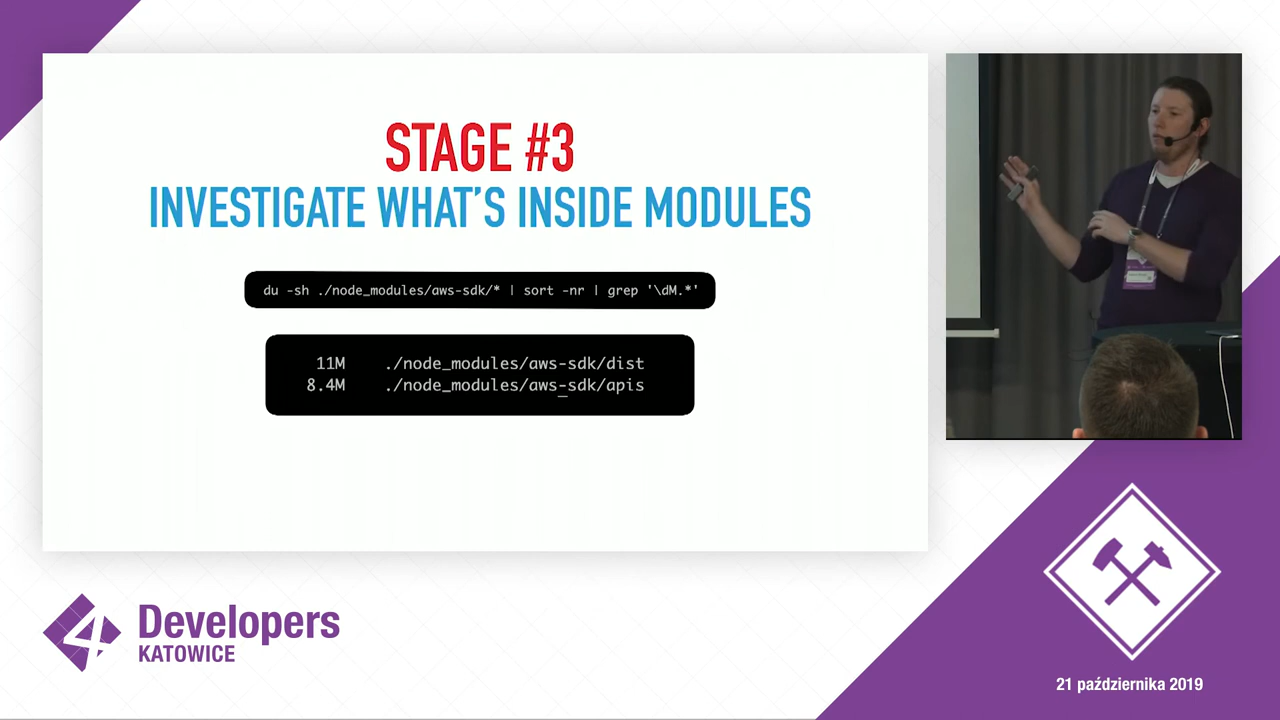 STAGE #3
INVESTIGATE WHAT'S INSIDE MODULES
du -sh ./node_modules/aws-sdk/* | sort -nr | grep '\dM.*'
11M ./node_modules/aws-sdk/dist
8.4M ./node_modules/aws-sdk/apis
4
Developers
KATOWICE
21 października 2019